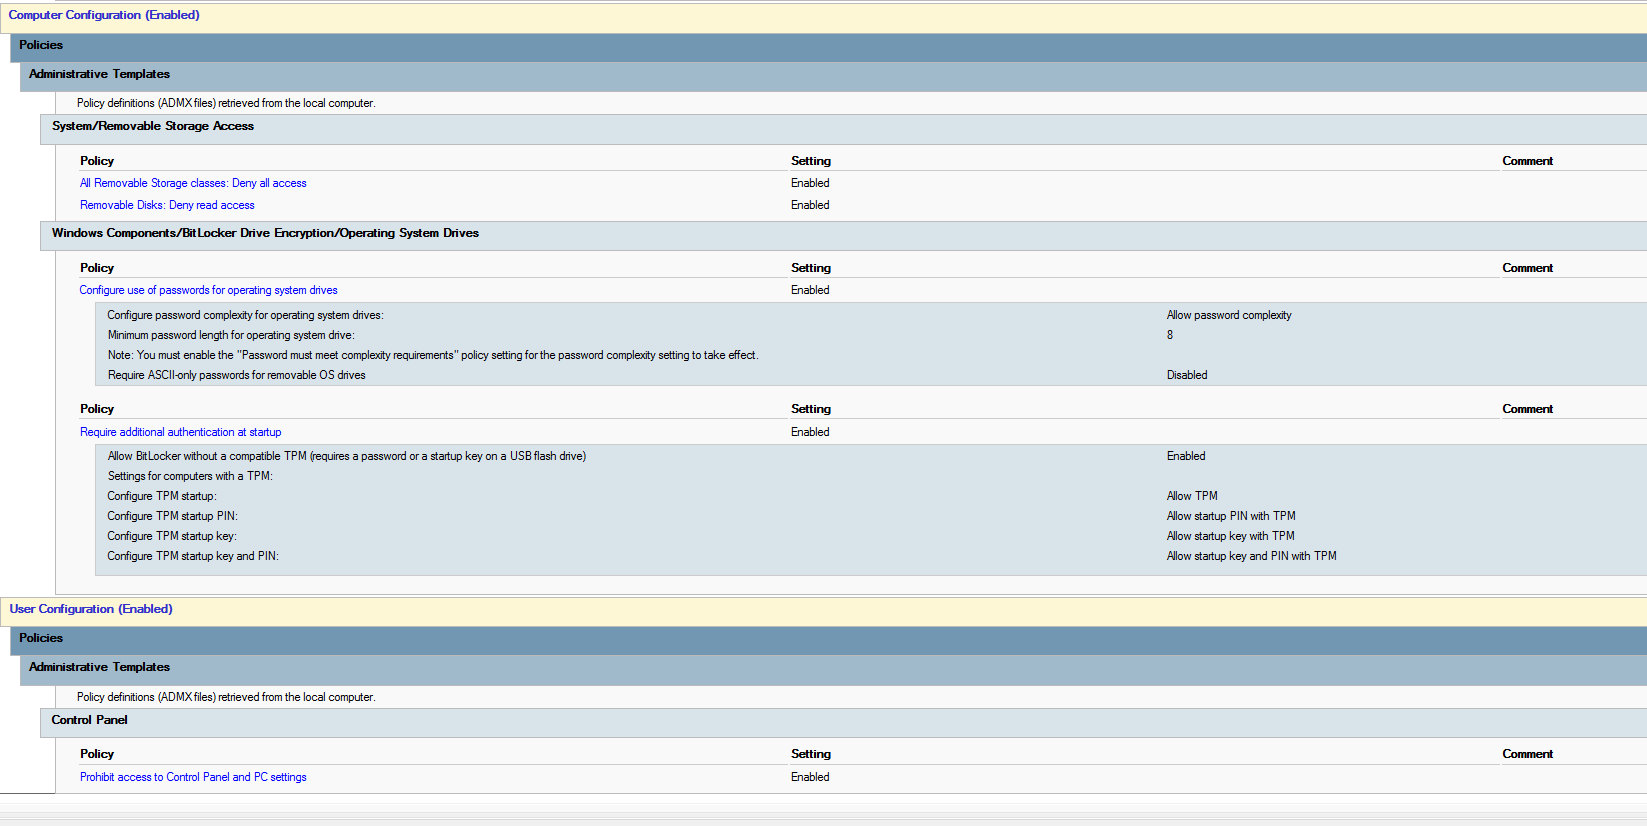 Computer Configuration (Enabled)
Policies
Administrative Templates
Policy definitions (ADMX files) retrieved from the local computer.
System/Removable Storage Access
Policy Setting Comment
All Removable Storage classes: Deny all access Enabled
Removable Disks: Deny read access Enabled
Windows Components/BitLocker Drive Encryption/Operating System Drives
Policy Setting Comment
Configure use of passwords for operating system drives Enabled
Configure password complexity for operating system drives: Allow password complexity
Minimum password length for operating system drive: 8
Note: You must enable the "Password must meet complexity requirements" policy setting for the password complexity setting to take effect.
Require ASCII-only passwords for removable OS drives Disabled
Policy Setting Comment
Require additional authentication at startup Enabled
Allow BitLocker without a compatible TPM (requires a password or a startup key on a USB flash drive) Enabled
Settings for computers with a TPM:
Configure TPM startup: Allow TPM
Configure TPM startup PIN: Allow startup PIN with TPM
Configure TPM startup key: Allow startup key with TPM
Configure TPM startup key and PIN: Allow startup key and PIN with TPM
User Configuration (Enabled)
Policies
Administrative Templates
Policy definitions (ADMX files) retrieved from the local computer.
Control Panel
Policy Setting Comment
Prohibit access to Control Panel and PC settings Enabled